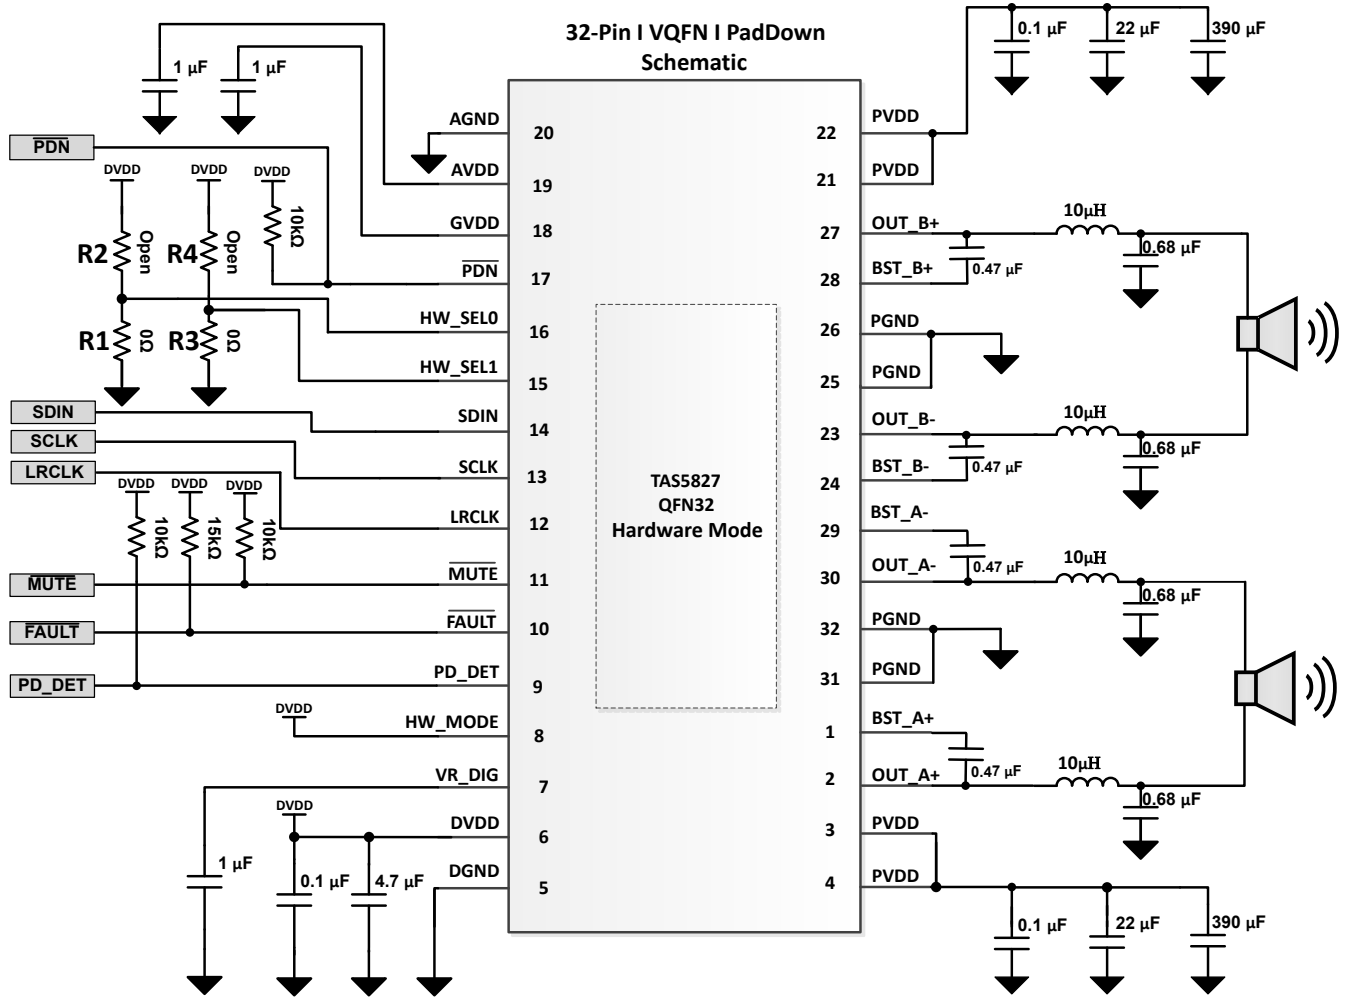 32-Pin I VQFN I PadDown
Schematic
1 µF
1 µF
0.1 µF
22 µF
390 µF
PDN
DVDD
DVDD
DVDD
R2
Open
R4
Open
10kΩ
R1
0Ω
R3
0Ω
SDIN
SCLK
LRCLK
DVDD
DVDD
DVDD
10kΩ
15kΩ
10kΩ
MUTE
FAULT
PD_DET
DVDD
DVDD
1 µF
0.1 µF
4.7 µF
AGND
20
AVDD
19
GVDD
18
PDN
17
HW_SEL0
16
HW_SEL1
15
SDIN
14
SCLK
13
LRCLK
12
MUTE
11
FAULT
10
PD_DET
9
HW_MODE
8
VR_DIG
7
DVDD
6
DGND
5
TAS5827
QFN32
Hardware Mode
22
PVDD
21
PVDD
27
OUT_B+
28
BST_B+
26
PGND
25
PGND
23
OUT_B-
24
BST_B-
29
BST_A-
30
OUT_A-
32
PGND
31
PGND
1
BST_A+
2
OUT_A+
3
PVDD
4
PVDD
10µH
0.47 µF
0.68 µF
10µH
0.47 µF
0.68 µF
10µH
0.47 µF
0.68 µF
10µH
0.47 µF
0.68 µF
0.1 µF
22 µF
390 µF